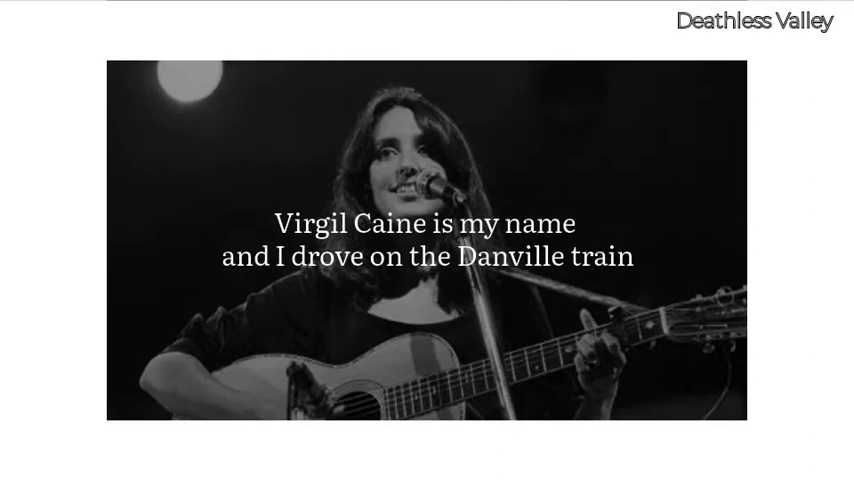 Deathless Valley
Virgil Caine is my name
and I drove on the Danville train